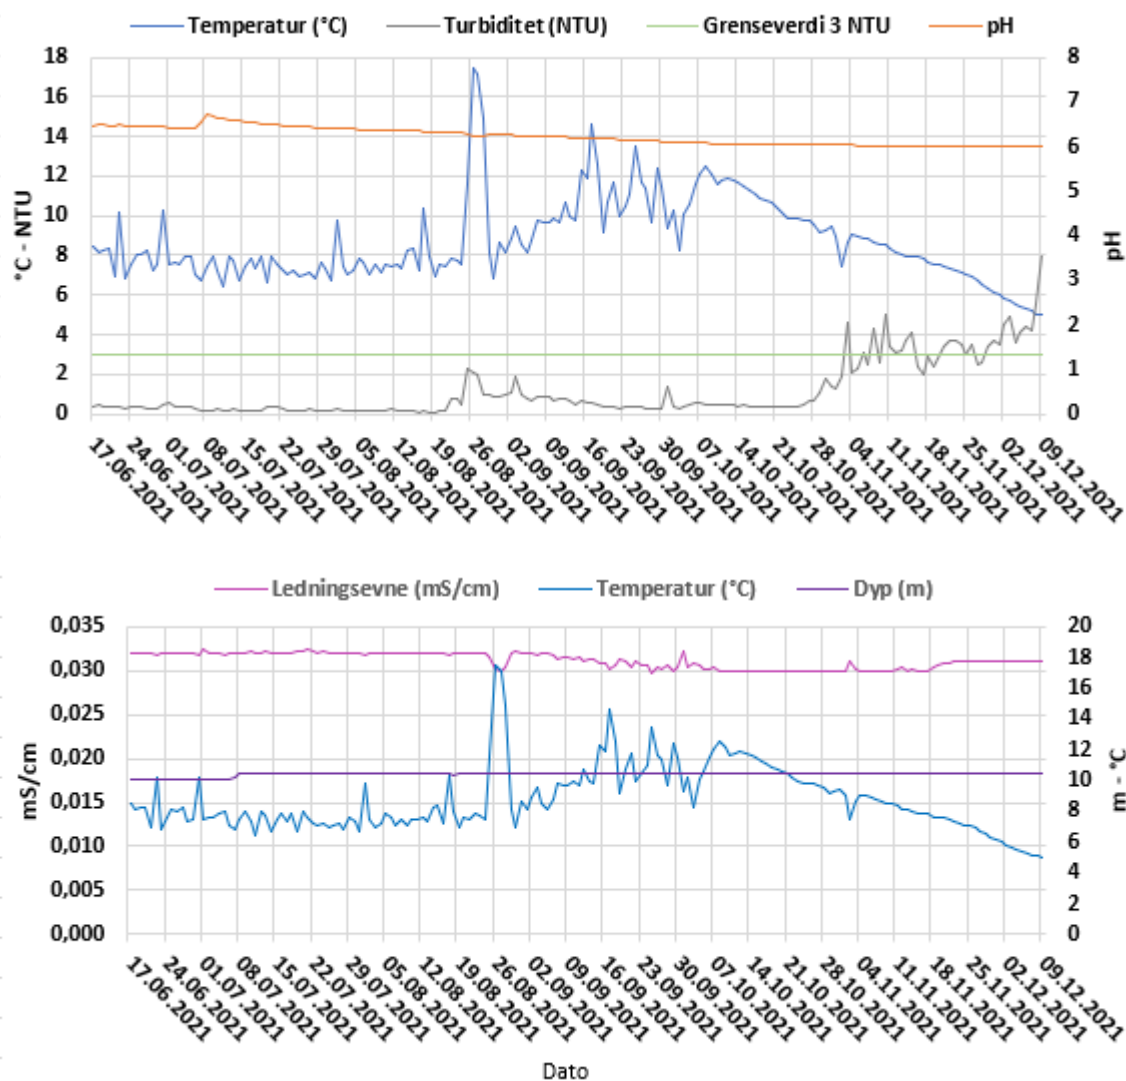 Temperatur (°C) Turbiditet (NTU) Grenseverdi 3 NTU pH
18 8
16 7
14 6
12 5
10 4
8 3
6 2
4 1
2 0
0
°C - NTU
pH
17.06.2021 24.06.2021 01.07.2021 08.07.2021 15.07.2021 22.07.2021 29.07.2021 05.08.2021 12.08.2021 19.08.2021 26.08.2021 02.09.2021 09.09.2021 16.09.2021 23.09.2021 30.09.2021 07.10.2021 14.10.2021 21.10.2021 28.10.2021 04.11.2021 11.11.2021 18.11.2021 25.11.2021 02.12.2021 09.12.2021
Ledningsevne (mS/cm) Temperatur (°C) Dyp (m)
0,035 20
0,030 18
0,025 16
0,020 14
0,015 12
0,010 10
0,005 8
0,000 6
4
2
0
mS/cm
m - °C
17.06.2021 24.06.2021 01.07.2021 08.07.2021 15.07.2021 22.07.2021 29.07.2021 05.08.2021 12.08.2021 19.08.2021 26.08.2021 02.09.2021 09.09.2021 16.09.2021 23.09.2021 30.09.2021 07.10.2021 14.10.2021 21.10.2021 28.10.2021 04.11.2021 11.11.2021 18.11.2021 25.11.2021 02.12.2021 09.12.2021
Dato